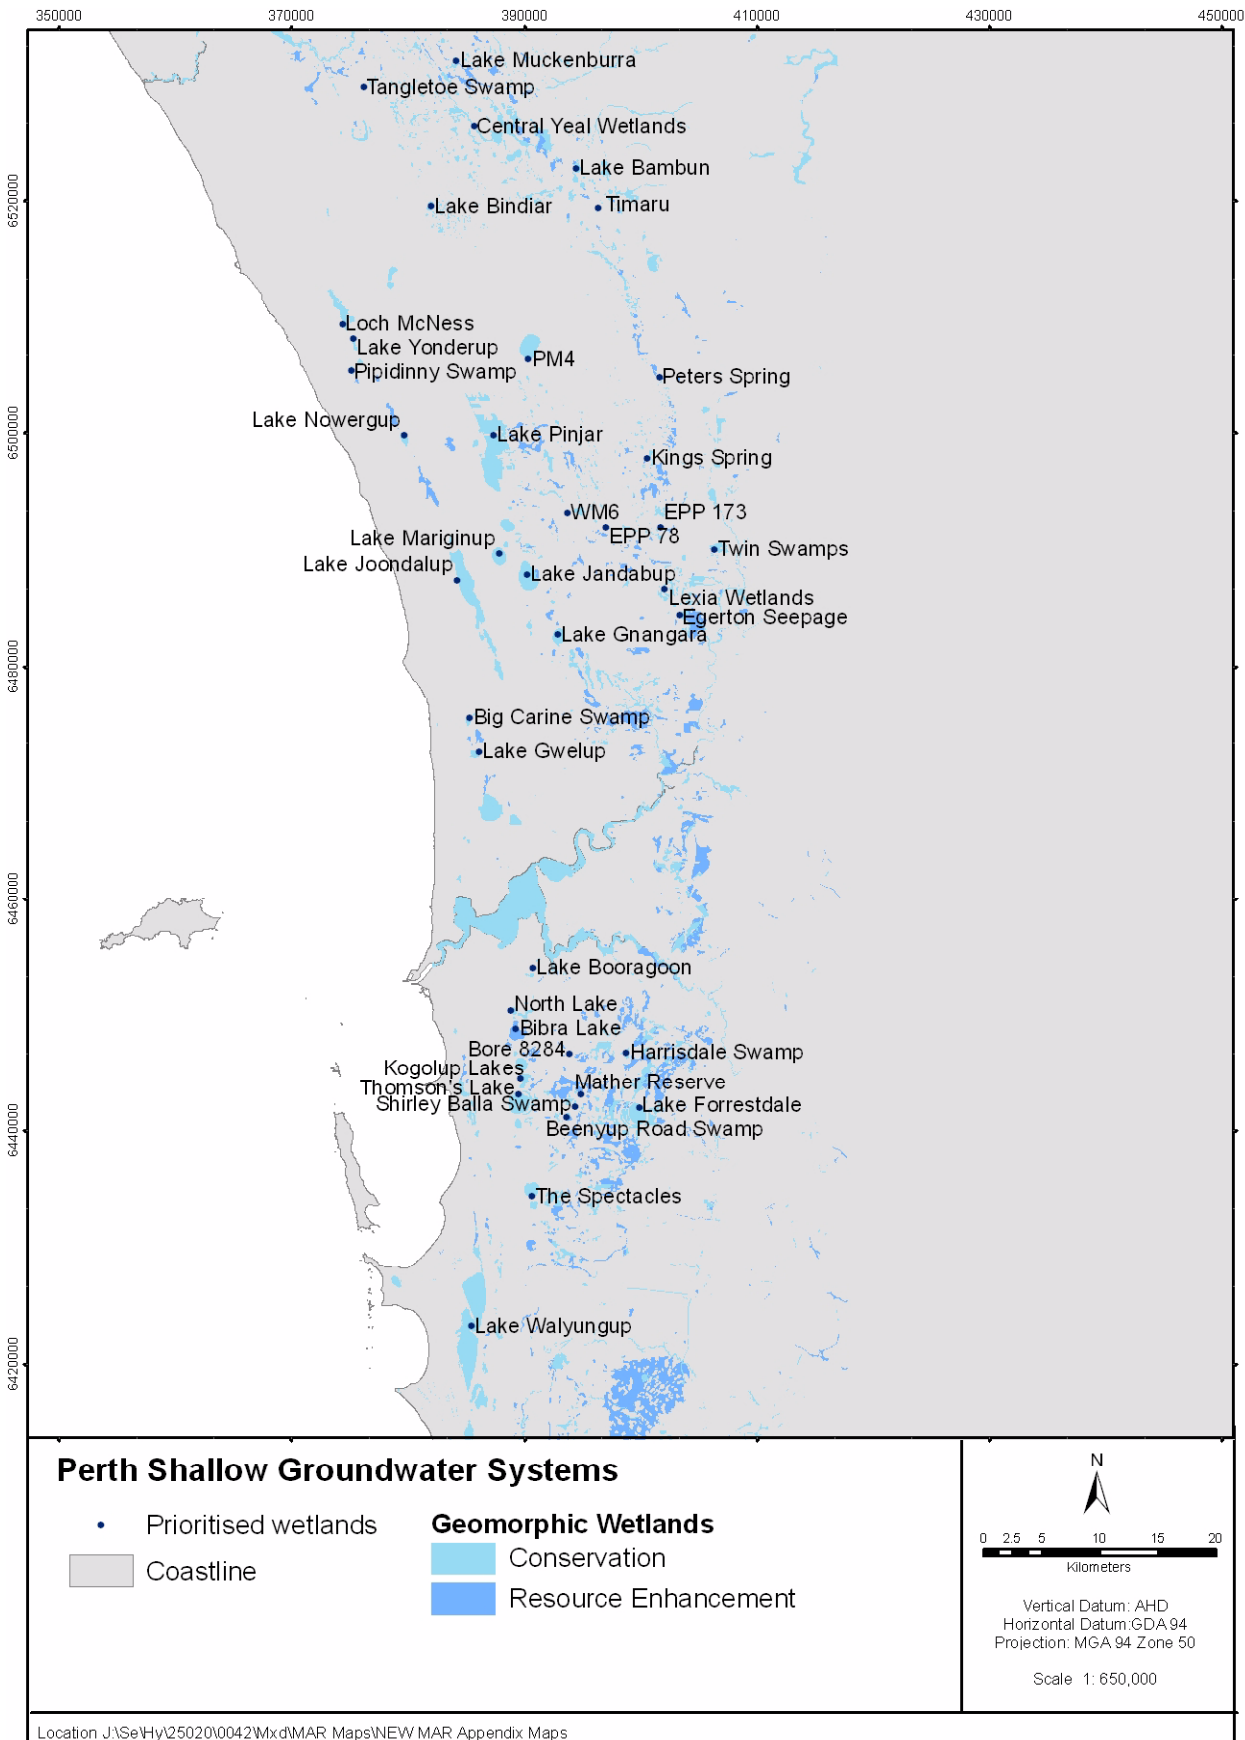 350000
370000
390000
410000
430000
450000
6520000
6500000
6480000
6460000
6440000
6420000
Lake Muckenburra
Tangletoe Swamp
Central Yeal Wetlands
Lake Bambun
Lake Bindiar
Timaru
Loch McNess
Lake Yonderup
PM4
Pipidinny Swamp
Peters Spring
Lake Nowergup
Lake Pinjar
Kings Spring
WM6
EPP 173
EPP 78
Lake Mariginup
Twin Swamps
Lake Joondalup
Lake Jandabup
Lexia Wetlands
Egerton Seepage
Lake Gnangara
Big Carine Swamp
Lake Gwelup
Lake Booragoon
North Lake
Bibra Lake
Bore 8284
Harrisdale Swamp
Kogolup Lakes
Mather Reserve
Thomson's Lake
Shirley Balla Swamp
Lake Forrestdale
Beenyup Road Swamp
The Spectacles
Lake Walyungup
Perth Shallow Groundwater Systems
Prioritised wetlands
Coastline
Geomorphic Wetlands
Conservation
Resource Enhancement
N
0 2.5 5 10 15 20
Kilometers
Vertical Datum: AHD
Horizontal Datum:GDA 94
Projection: MGA 94 Zone 50
Scale 1: 650,000
Location J:\Se\Hy\25020\0042\Mxd\MAR Maps\NEW MAR Appendix Maps